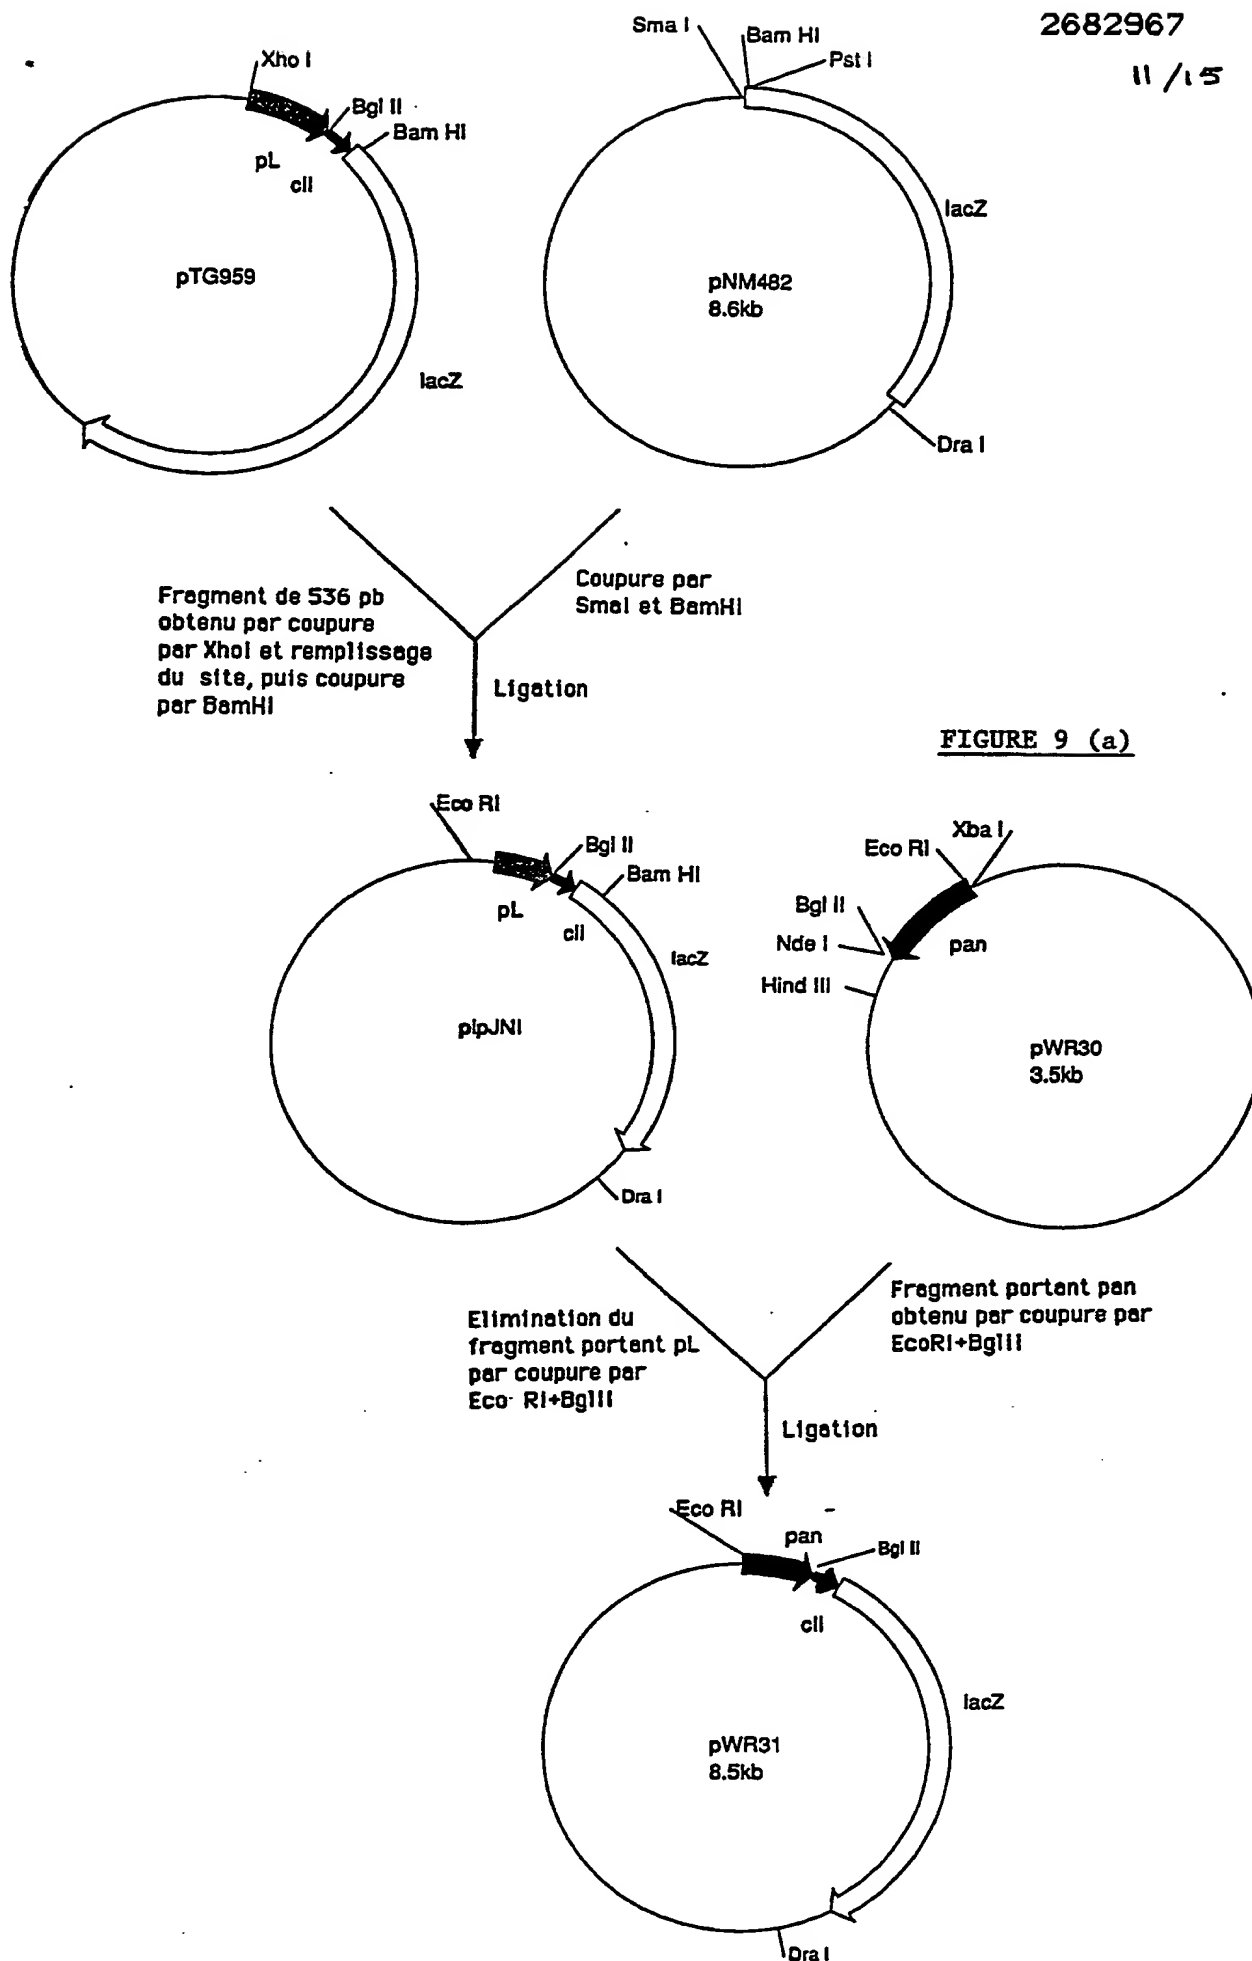 2682967
11/15
Xho I
Bgl II
Bam HI
pL
cII
pTG959
lacZ
Sma I
Bam HI
Pst I
lacZ
pNM482
8.6kb
Dra I
Fragment de 536 pb
obtenu par coupure
par XhoI et remplissage
du site, puis coupure
par BamHI
Coupure par
SmaI et BamHI
Ligation
FIGURE 9 (a)
Eco RI
Bgl II
Bam HI
pL
cII
lacZ
pIpJNI
Dra I
Xba I
Eco RI
Bgl II
Nde I
Hind III
pan
pWR30
3.5kb
Elimination du
fragment portant pL
par coupure par
Eco RI+BglII
Fragment portant pan
obtenu par coupure par
EcoRI+BglII
Ligation
Eco RI
pan
Bgl II
cII
lacZ
pWR31
8.5kb
Dra I